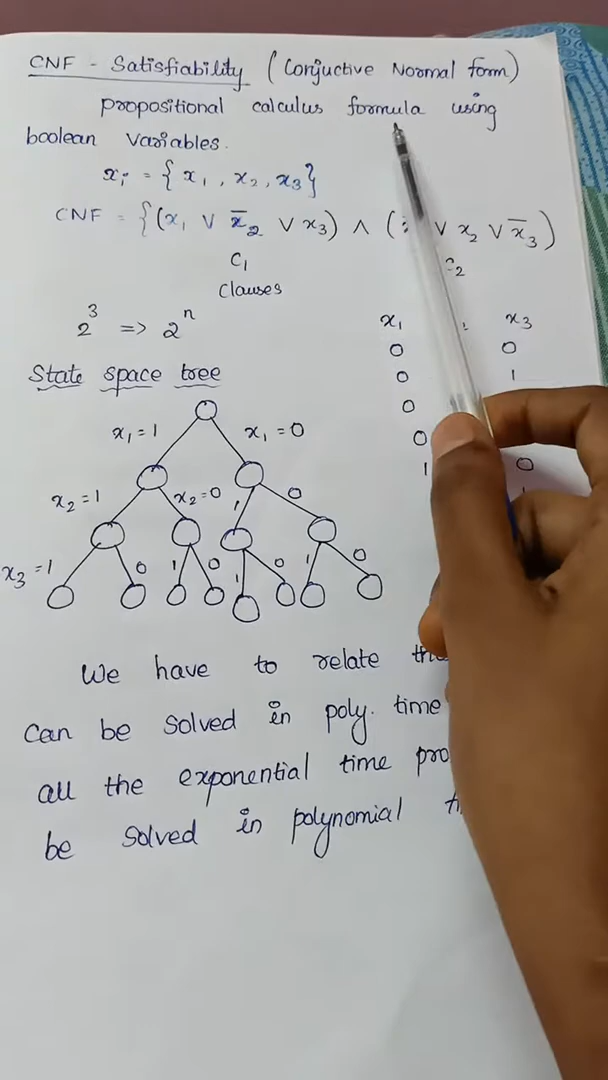 CNF - Satisfiability (Conjuctive Normal form)
propositional calculus formula using
boolean variables.
xᵢ = { x₁ , x₂ , x₃ }
CNF = { (x₁ ∨ x̅₂ ∨ x₃) ∧ ( ∨ x₂ ∨ x̅₃)
C₁
Clauses
2³ => 2ⁿ
x₁ x₃
0 0
0 1
0
0
1 0
State space tree
x₁ = 1 x₁ = 0
x₂ = 1 x₂ = 0 1 0
x₃ = 1 0 1 0 1 0 1 0
We have to relate
can be solved in poly. time
all the exponential time
be solved in polynomial